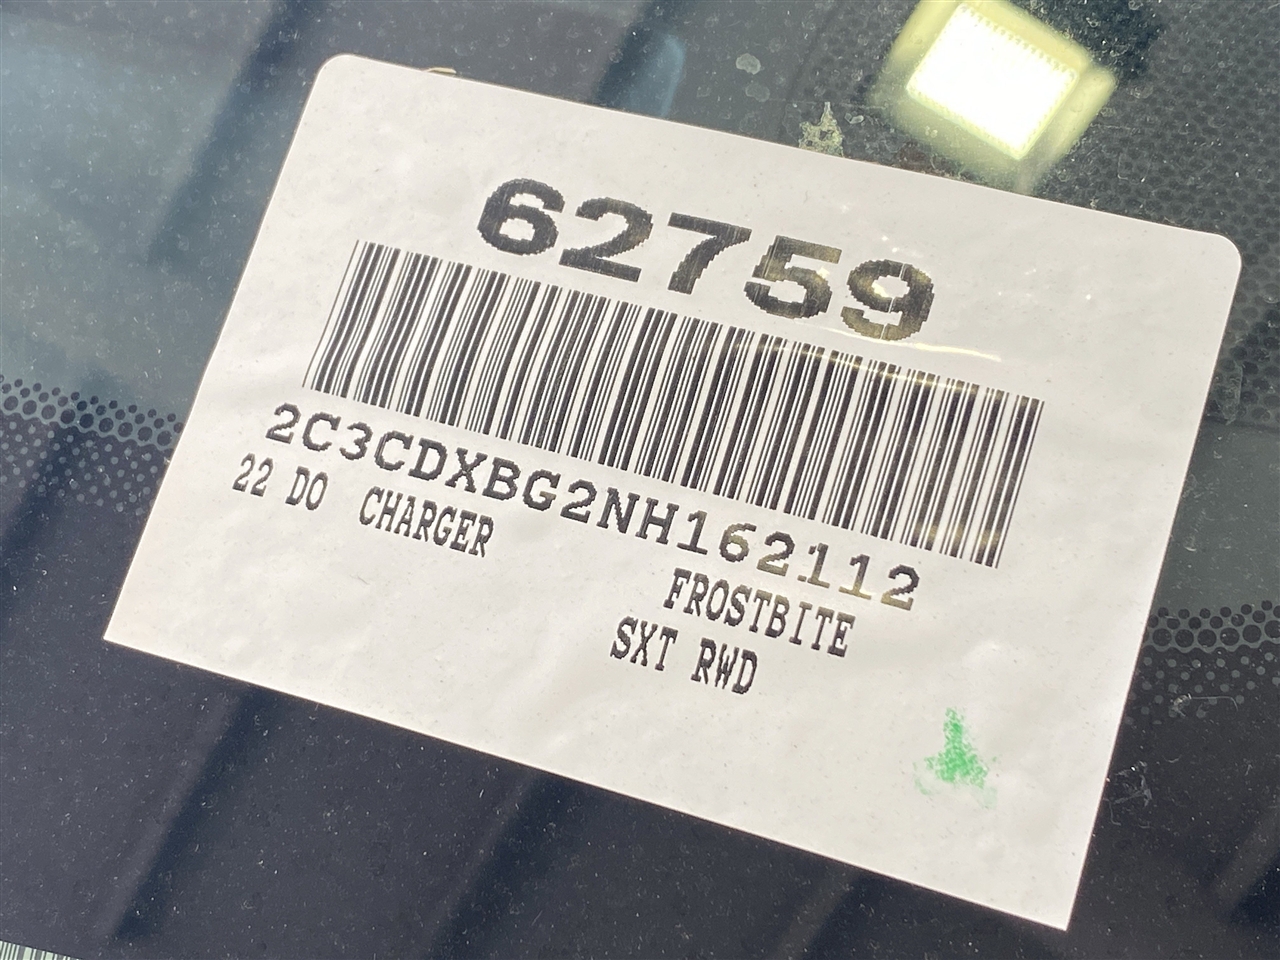 62759
2C3CDXBG2NH162112
22 DO CHARGER
FROSTBITE
SXT RWD